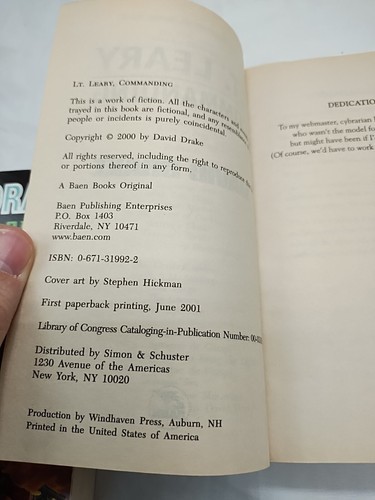 LT. LEARY, COMMANDING
This is a work of fiction. All the characters and events
trayed in this book are fictional, and any resemblance
people or incidents is purely coincidental.
Copyright © 2000 by David Drake
All rights reserved, including the right to reproduce this
or portions thereof in any form.
A Baen Books Original
Baen Publishing Enterprises
P.O. Box 1403
Riverdale, NY 10471
www.baen.com
ISBN: 0-671-31992-2
Cover art by Stephen Hickman
First paperback printing, June 2001
Library of Congress Cataloging-in-Publication Number:
Distributed by Simon & Schuster
1230 Avenue of the Americas
New York, NY 10020
Production by Windhaven Press, Auburn, NH
Printed in the United States of America
DEDICATIO
To my webmaster, cybrarian
who wasn't the model fo
but might have been if I
(Of course, we'd have to work
DRA